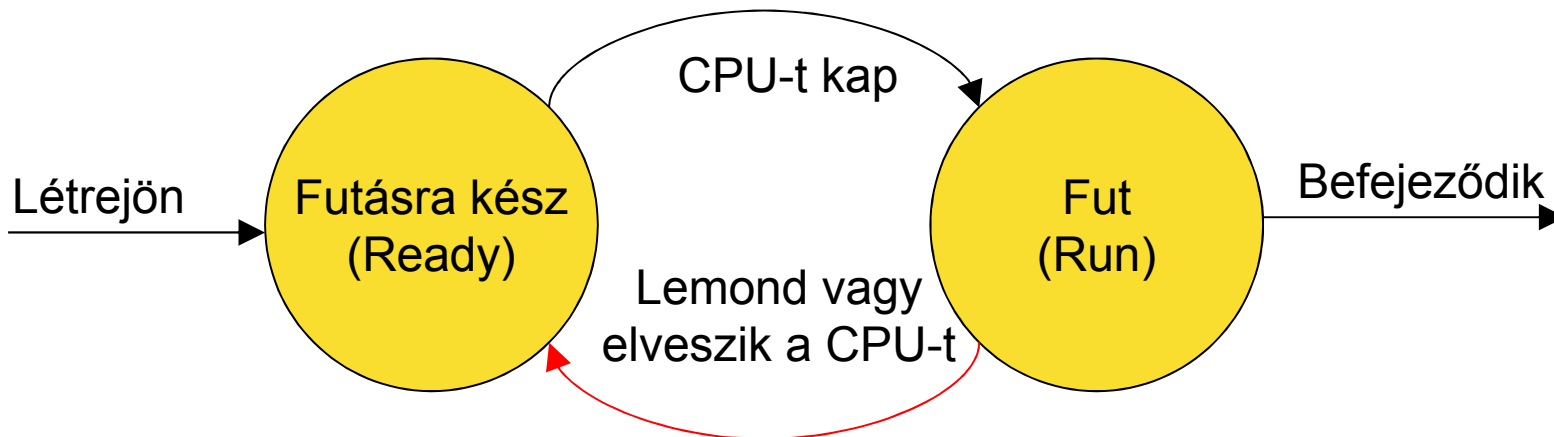 CPU-t kap
Létrejön
Futásra kész
(Ready)
Fut
(Run)
Befejeződik
Lemond vagy
elveszik a CPU-t